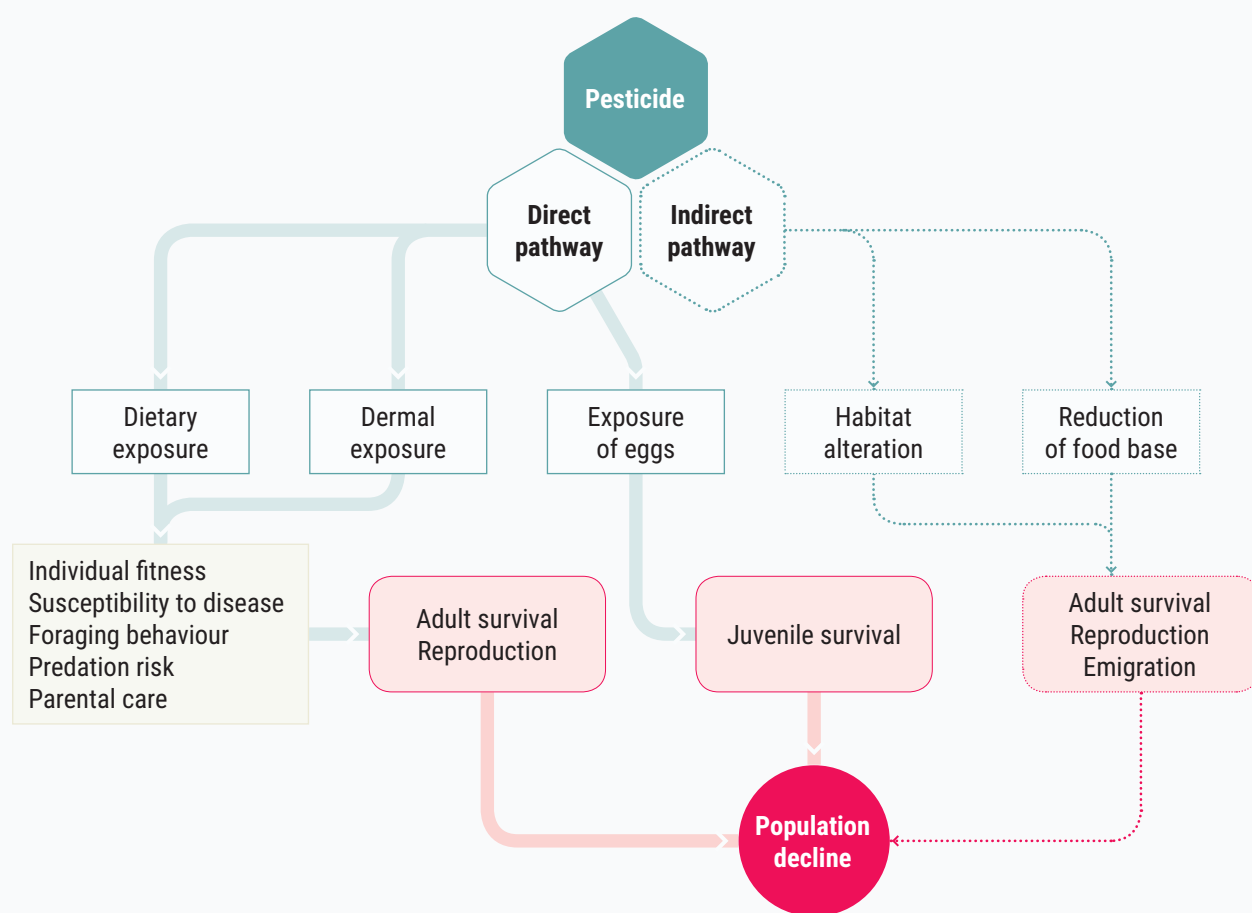 Pesticide
Direct
pathway
Indirect
pathway
Dietary
exposure
Dermal
exposure
Exposure
of eggs
Habitat
alteration
Reduction
of food base
Individual fitness
Susceptibility to disease
Foraging behaviour
Predation risk
Parental care
Adult survival
Reproduction
Juvenile survival
Adult survival
Reproduction
Emigration
Population
decline